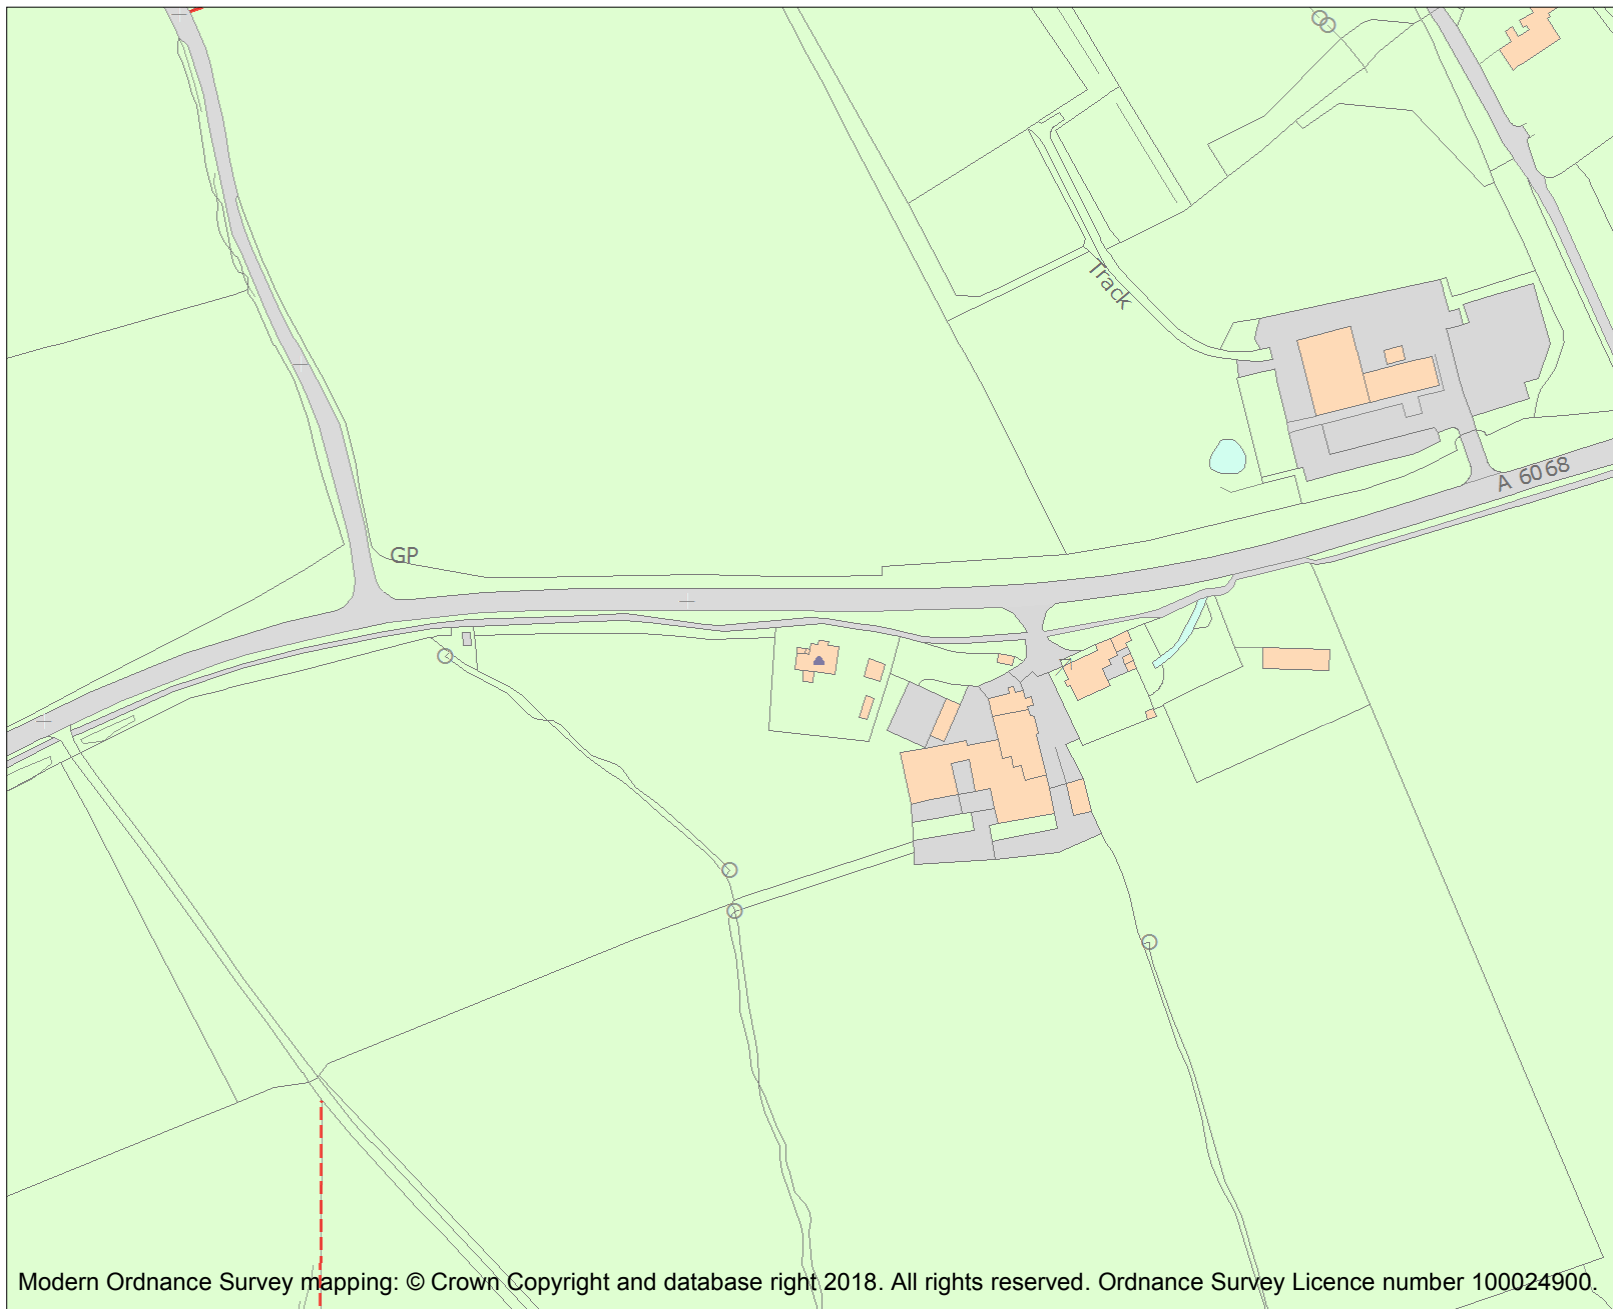 Track
A 6068
GP
Modern Ordnance Survey mapping: © Crown Copyright and database right 2018. All rights reserved. Ordnance Survey Licence number 100024900.